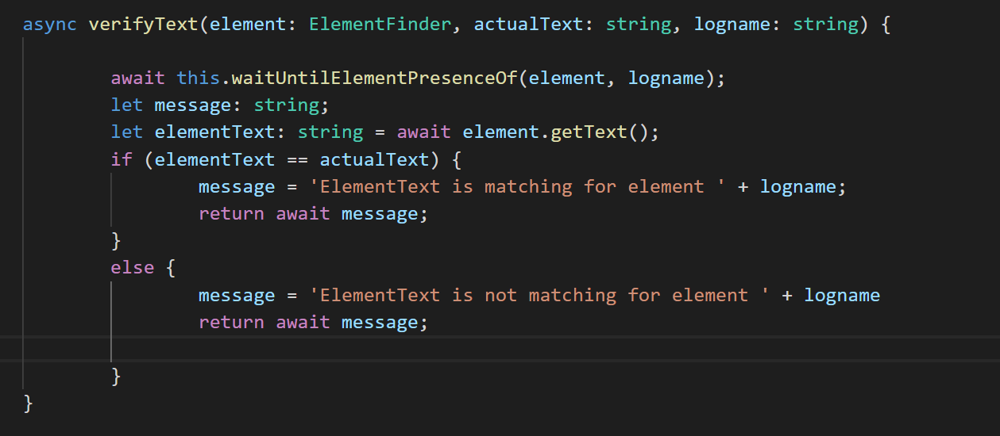 async verifyText(element: ElementFinder, actualText: string, logname: string) {
await this.waitUntilElementPresenceOf(element, logname);
let message: string;
let elementText: string = await element.getText();
if (elementText == actualText) {
message = 'ElementText is matching for element ' + logname;
return await message;
}
else {
message = 'ElementText is not matching for element ' + logname
return await message;
}
}